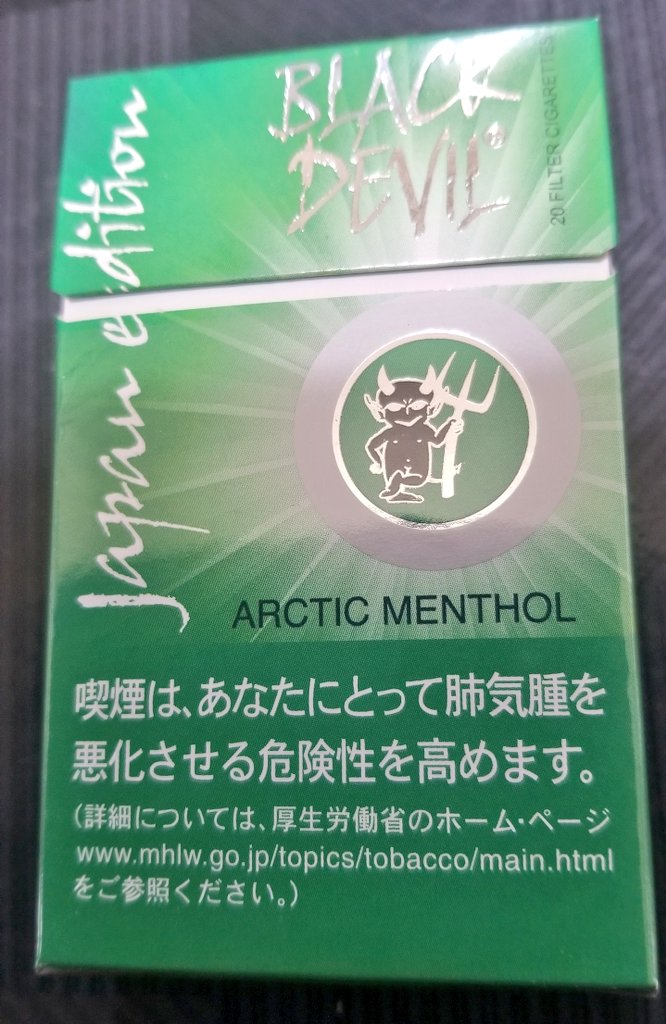 BLACK
DEVIL®
20 FILTER CIGARETTES
Japan edition
ARCTIC MENTHOL
喫煙は、あなたにとって肺気腫を
悪化させる危険性を高めます。
(詳細については、厚生労働省のホーム・ページ
www.mhlw.go.jp/topics/tobacco/main.html
をご参照ください。)